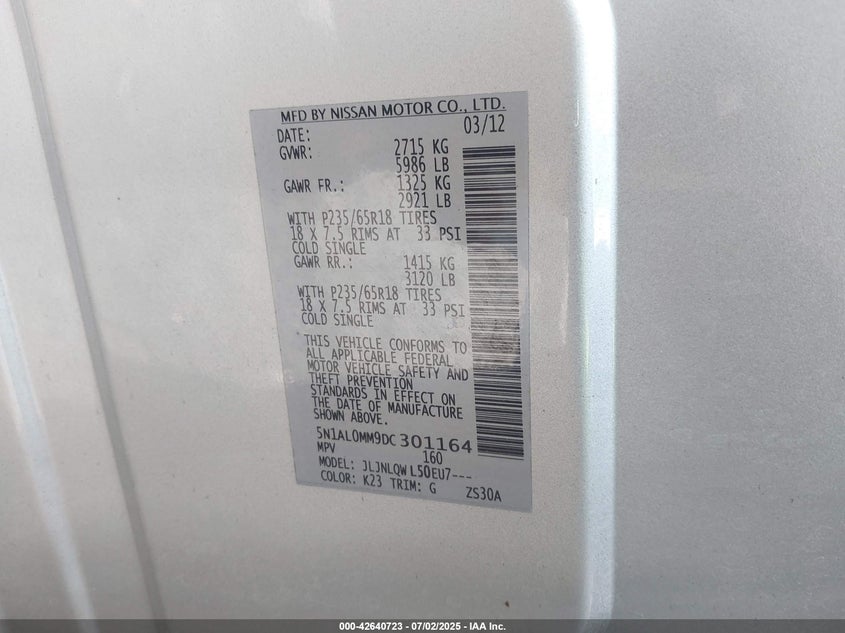 MFD BY NISSAN MOTOR CO., LTD.
DATE: 03/12
GVWR: 2715 KG
5986 LB
GAWR FR.: 1325 KG
2921 LB
WITH P235/65R18 TIRES
18 X 7.5 RIMS AT 33 PSI
COLD SINGLE
GAWR RR.: 1415 KG
3120 LB
WITH P235/65R18 TIRES
18 X 7.5 RIMS AT 33 PSI
COLD SINGLE
THIS VEHICLE CONFORMS TO
ALL APPLICABLE FEDERAL
MOTOR VEHICLE SAFETY AND
THEFT PREVENTION
STANDARDS IN EFFECT ON
THE DATE OF MANUFACTURE
SHOWN ABOVE.
5N1AL0MM9DC301164
MPV 160
MODEL: JLJNLQW L50EU7---
COLOR: K23 TRIM: G ZS30A
000-42640723 - 07/02/2025 - IAA Inc.